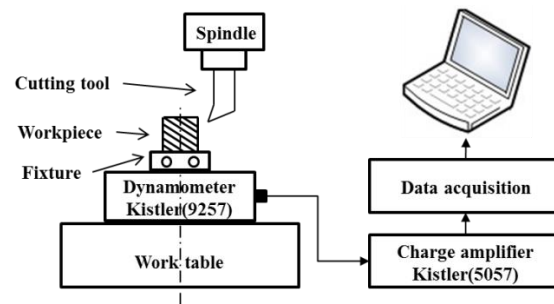 Spindle
Cutting tool
Workpiece
Fixture
Dynamometer
Kistler(9257)
Work table
Data acquisition
Charge amplifier
Kistler(5057)